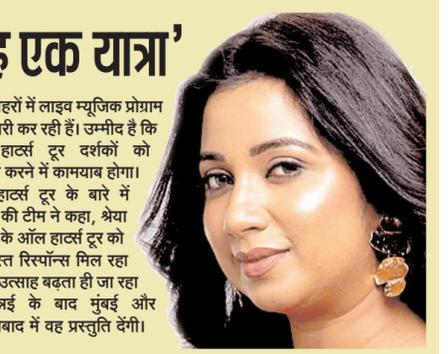 एक यात्रा’
में लाइव म्यूजिक प्रोग्राम
कर रही हैं। उम्मीद है कि
हार्ट्स टूर दर्शकों को
करने में कामयाब होगा।
हार्ट्स टूर के बारे में
की टीम ने कहा, श्रेया
के ऑल हार्ट्स टूर को
रिस्पॉन्स मिल रहा
उत्साह बढ़ता ही जा रहा
के बाद मुंबई और
में वह प्रस्तुति देंगी।